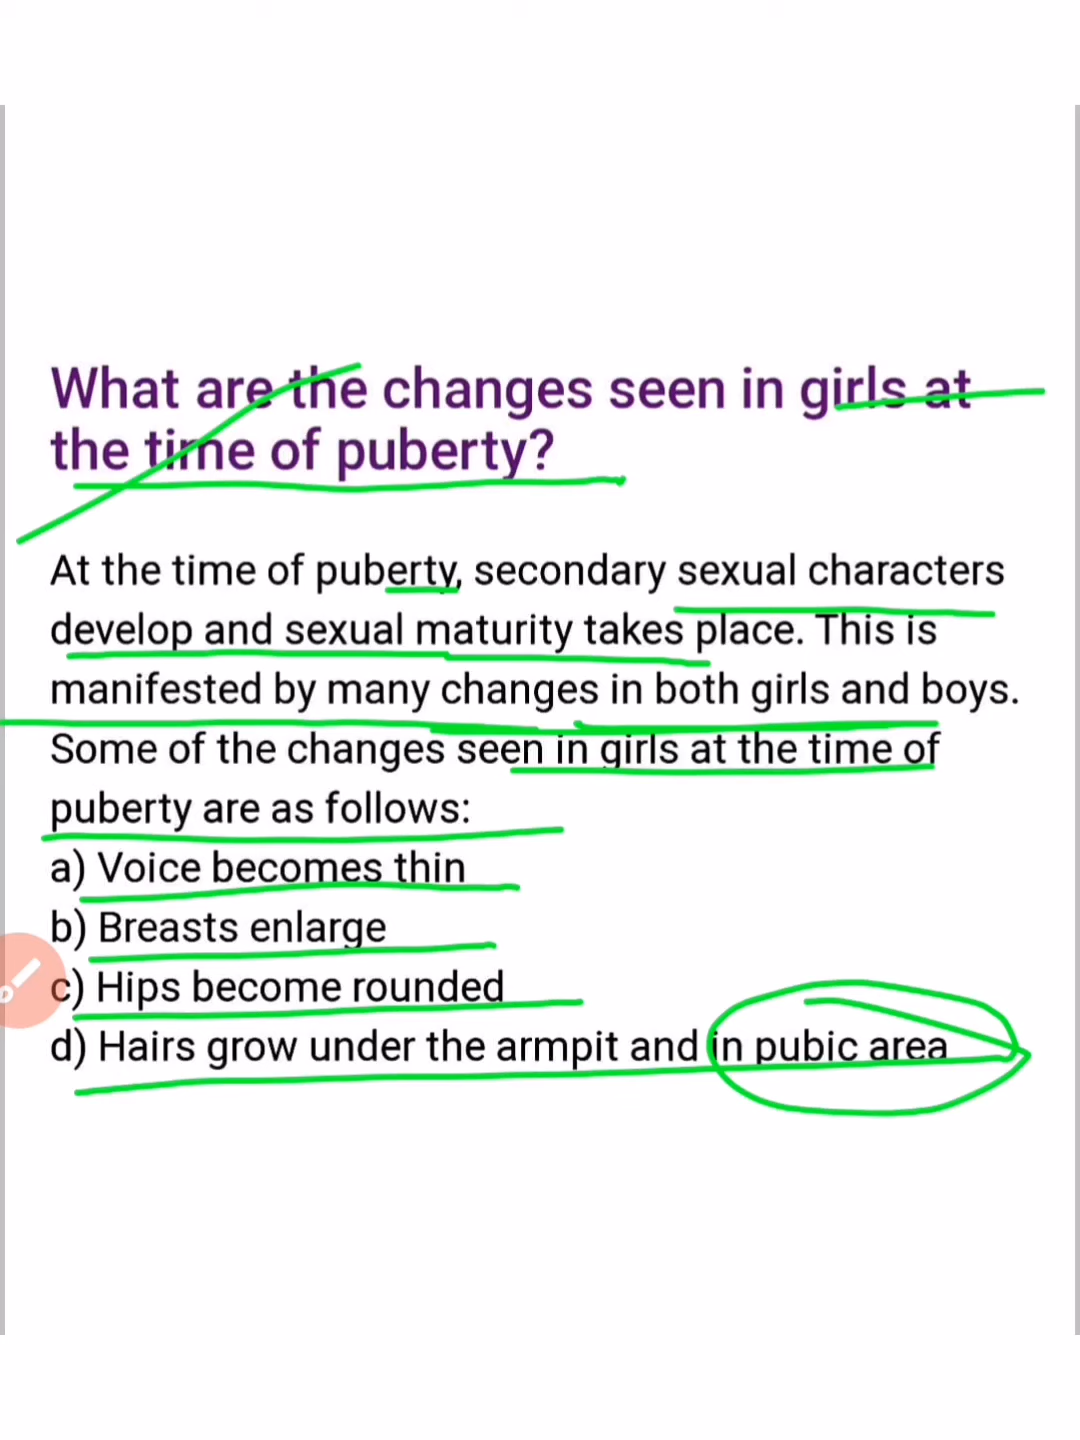 What are the changes seen in girls at
the time of puberty?
At the time of puberty, secondary sexual characters
develop and sexual maturity takes place. This is
manifested by many changes in both girls and boys.
Some of the changes seen in girls at the time of
puberty are as follows:
a) Voice becomes thin
b) Breasts enlarge
c) Hips become rounded
d) Hairs grow under the armpit and in pubic area